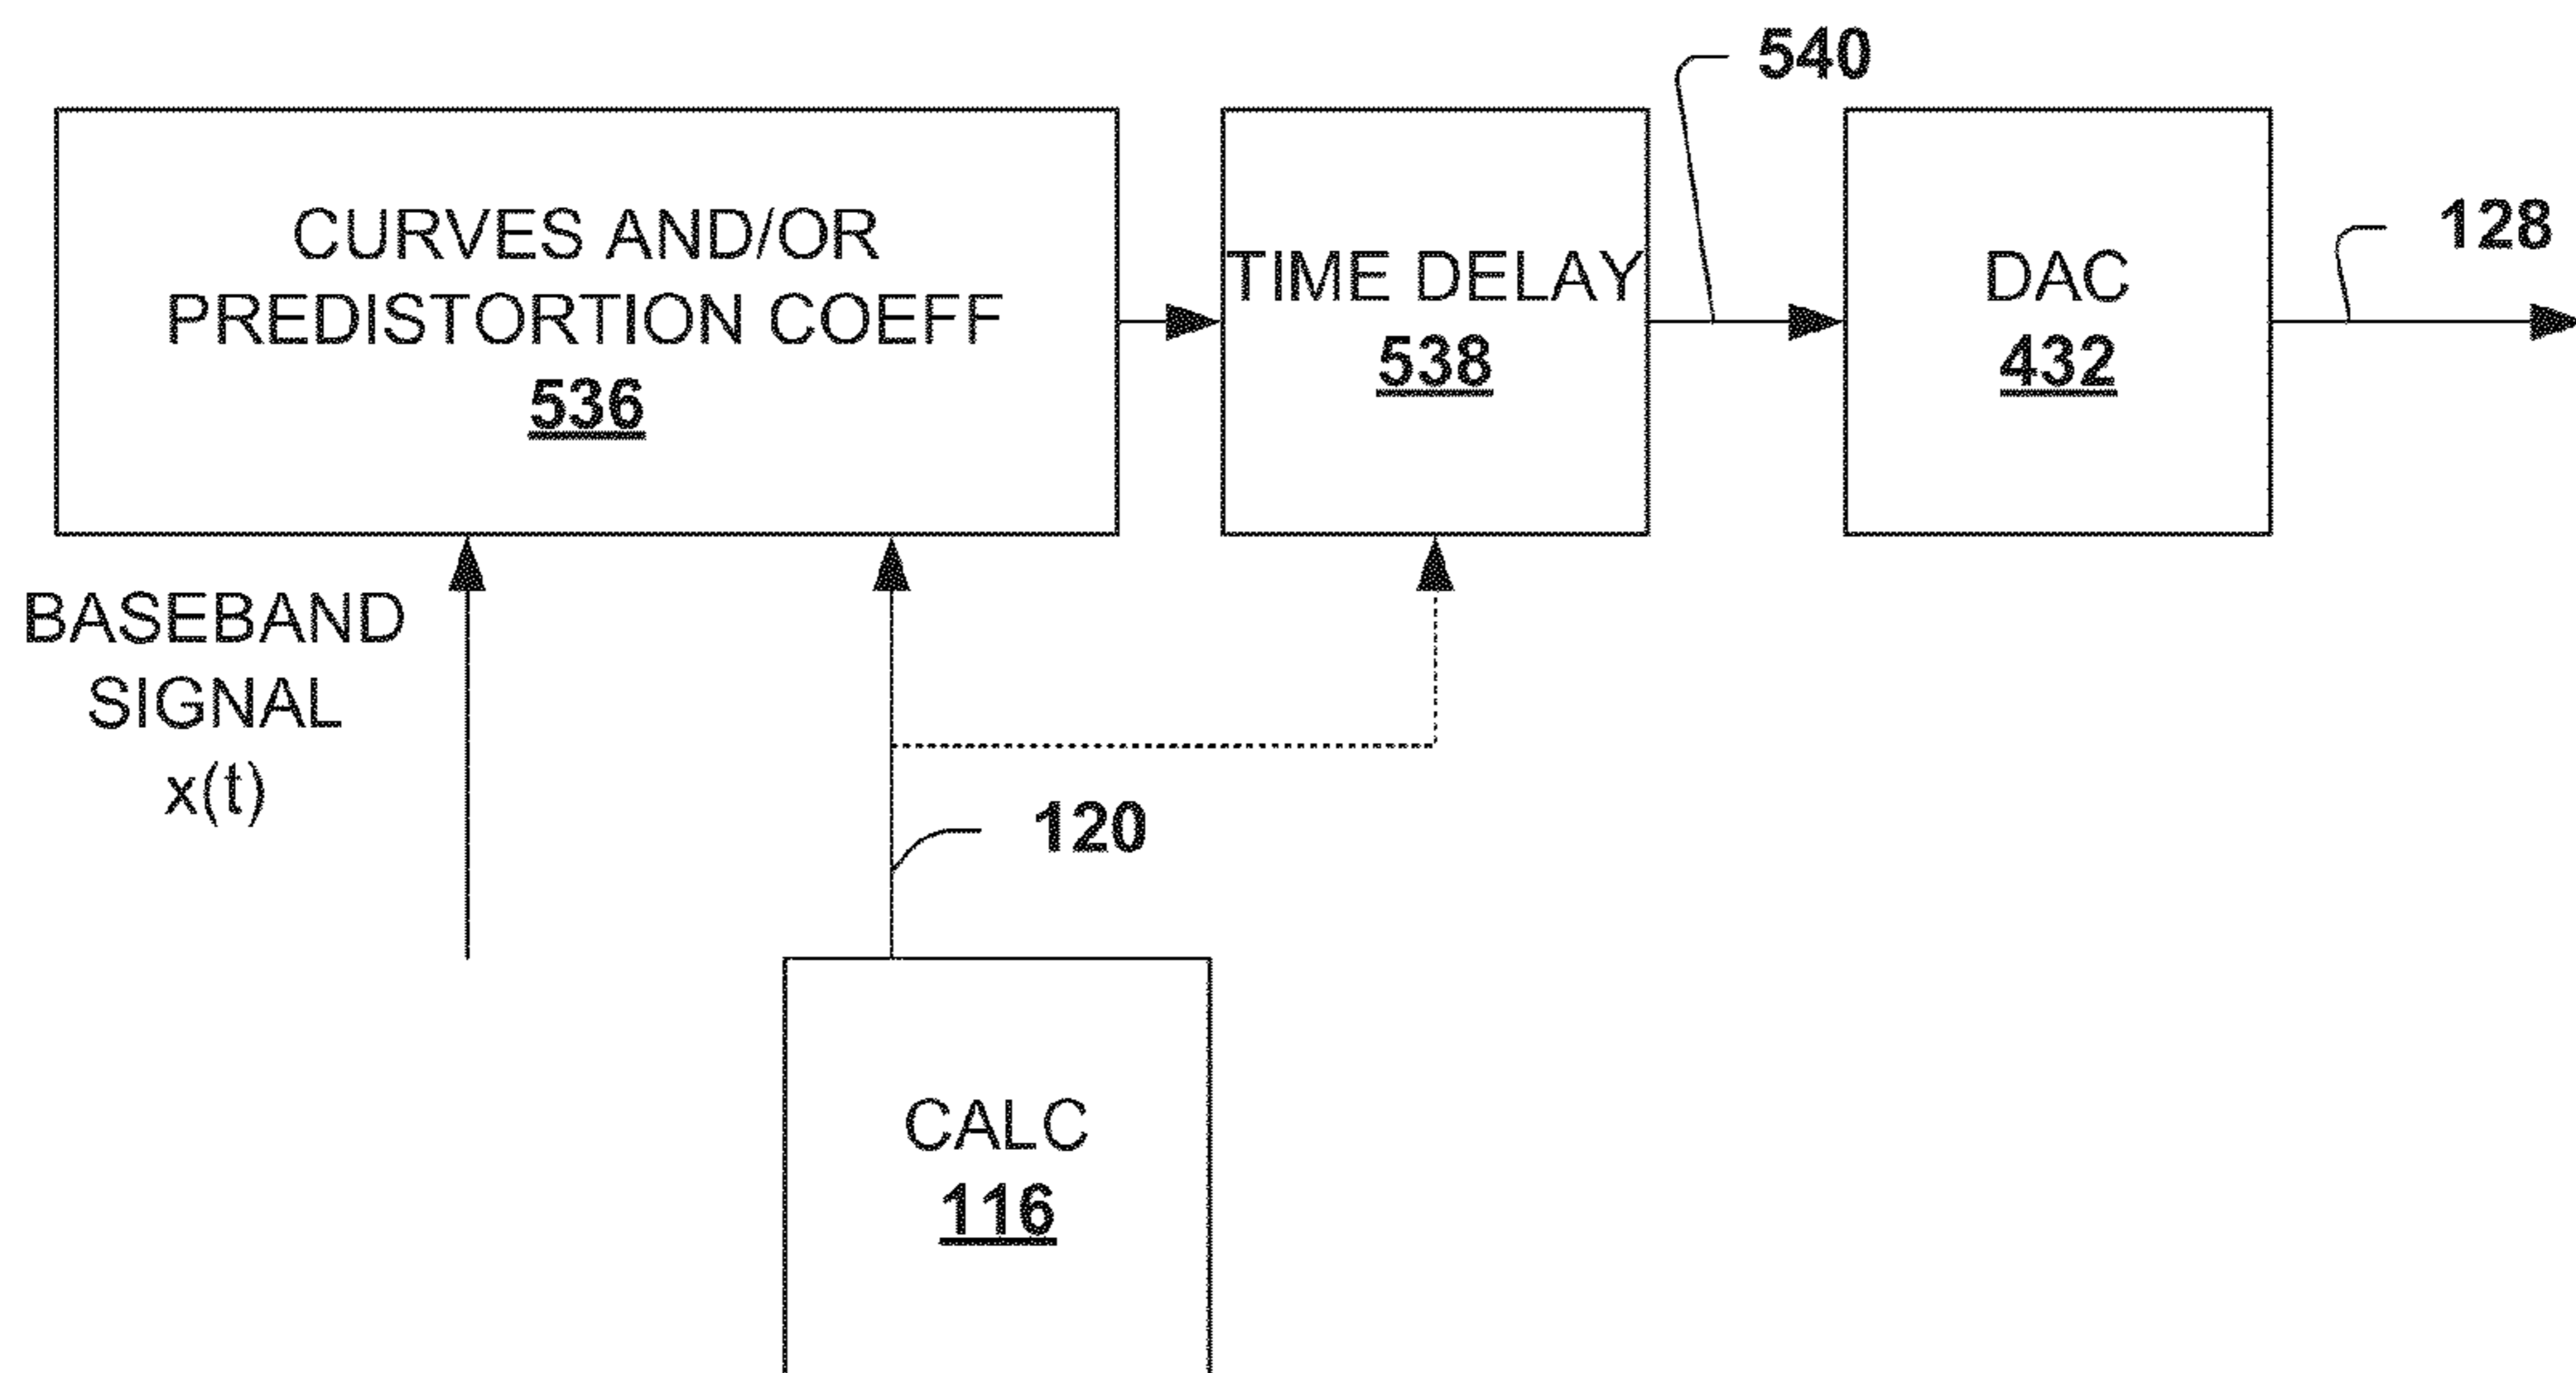 540
CURVES AND/OR
PREDISTORTION COEFF
536
TIME DELAY
538
DAC
432
128
BASEBAND
SIGNAL
x(t)
120
CALC
116